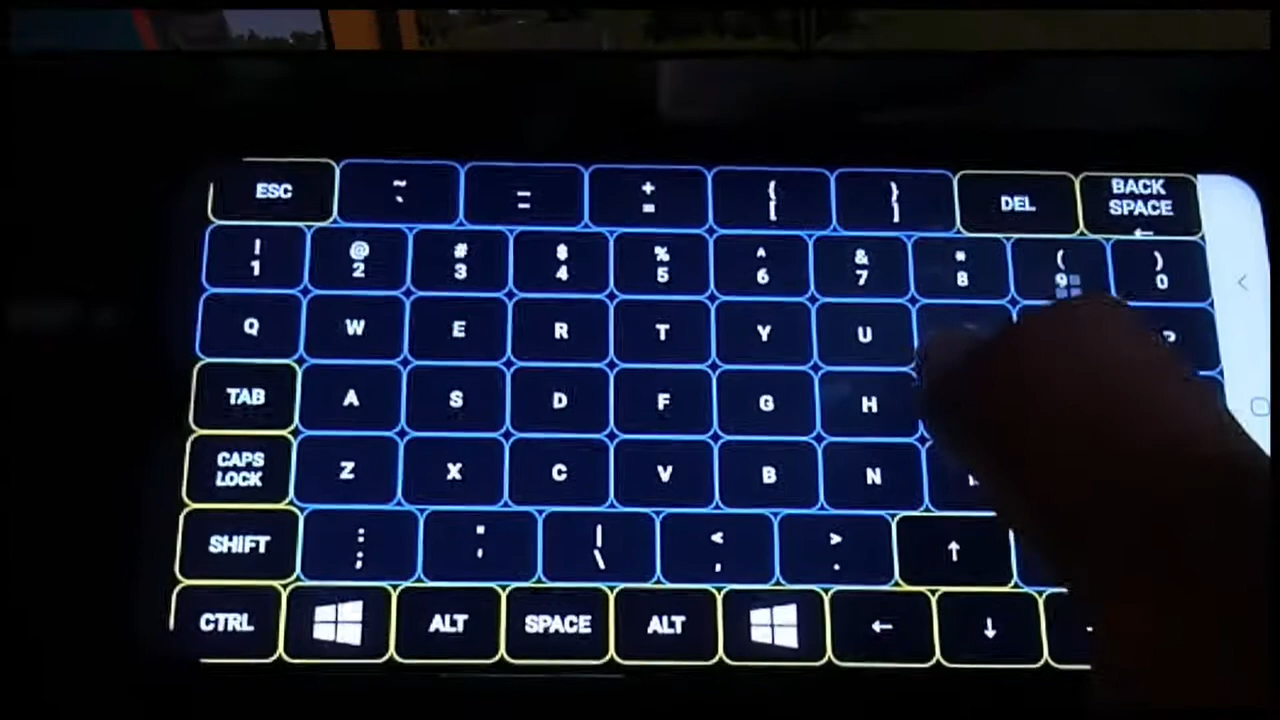 ESC ~ _ + { } DEL BACK SPACE ←
` – = [ ]
! @ # $ % ^ & * ( )
1 2 3 4 5 6 7 8 9 0
Q W E R T Y U
TAB A S D F G H
CAPS LOCK Z X C V B N
SHIFT : " | < > ↑
; ' \ , .
CTRL ALT SPACE ALT ← ↓